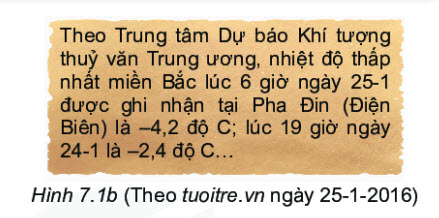 Theo Trung tâm Dự báo Khí tượng
thuỷ văn Trung ương, nhiệt độ thấp
nhất miền Bắc lúc 6 giờ ngày 25-1
được ghi nhận tại Pha Đin (Điện
Biên) là –4,2 độ C; lúc 19 giờ ngày
24-1 là –2,4 độ C...
Hình 7.1b (Theo tuoitre.vn ngày 25-1-2016)